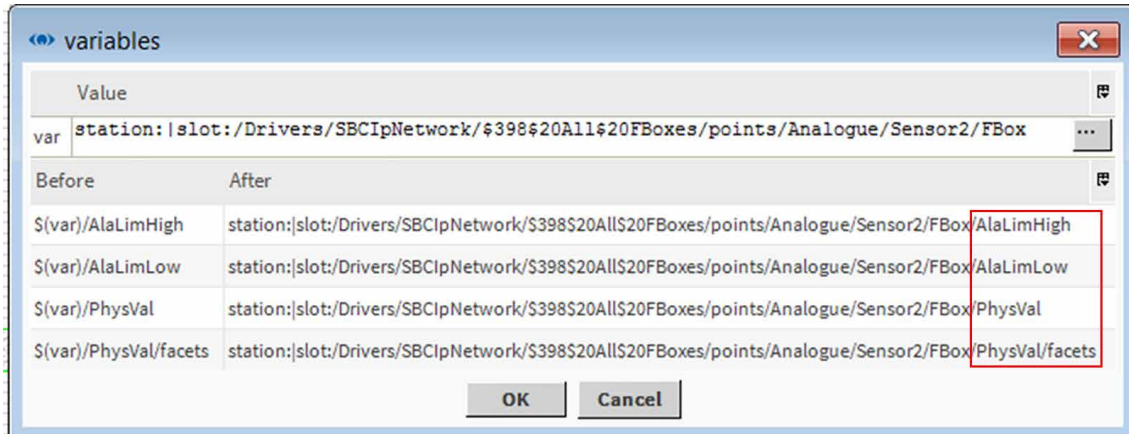 variables
Value
var station:|slot:/Drivers/SBCIpNetwork/$398$20All$20FBoxes/points/Analogue/Sensor2/FBox ...
Before After
$(var)/AlaLimHigh station:|slot:/Drivers/SBCIpNetwork/$398$20All$20FBoxes/points/Analogue/Sensor2/FBox/AlaLimHigh
$(var)/AlaLimLow station:|slot:/Drivers/SBCIpNetwork/$398$20All$20FBoxes/points/Analogue/Sensor2/FBox/AlaLimLow
$(var)/PhysVal station:|slot:/Drivers/SBCIpNetwork/$398$20All$20FBoxes/points/Analogue/Sensor2/FBox/PhysVal
$(var)/PhysVal/facets station:|slot:/Drivers/SBCIpNetwork/$398$20All$20FBoxes/points/Analogue/Sensor2/FBox/PhysVal/facets
OK Cancel